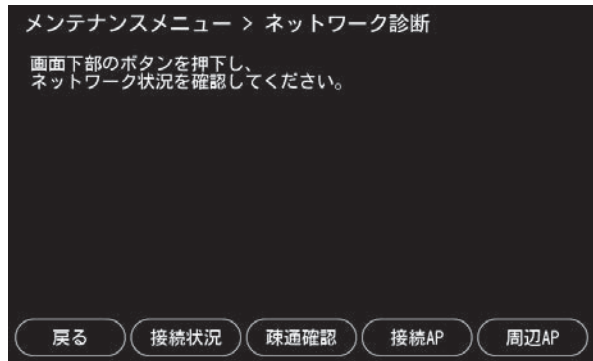 メンテナンスメニュー > ネットワーク診断
画面下部のボタンを押下し、
ネットワーク状況を確認してください。
戻る
接続状況
疎通確認
接続AP
周辺AP